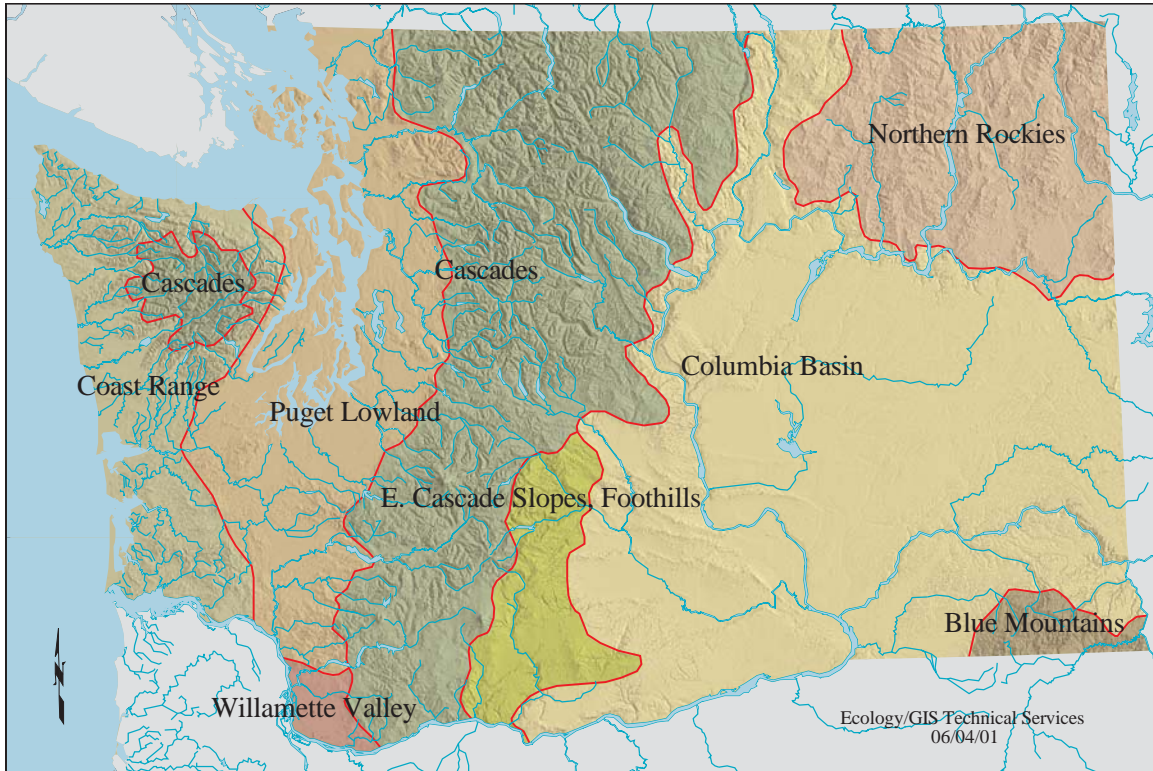 Northern Rockies
Cascades
Cascades
Columbia Basin
Coast Range
Puget Lowland
E. Cascade Slopes, Foothills
Blue Mountains
Willamette Valley
N
Ecology/GIS Technical Services
06/04/01